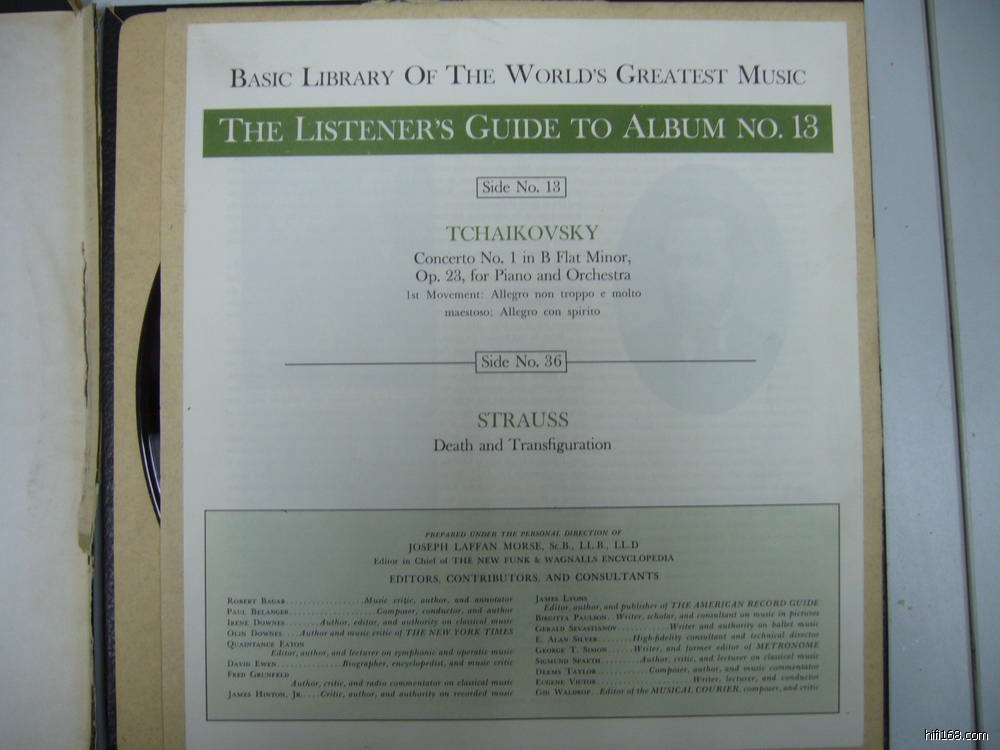 BASIC LIBRARY OF THE WORLD'S GREATEST MUSIC
THE LISTENER'S GUIDE TO ALBUM NO. 13
Side No. 13
TCHAIKOVSKY
Concerto No. 1 in B Flat Minor,
Op. 23, for Piano and Orchestra
1st Movement: Allegro non troppo e molto
maestoso; Allegro con spirito
Side No. 36
STRAUSS
Death and Transfiguration
PREPARED UNDER THE PERSONAL DIRECTION OF
JOSEPH LAFFAN MORSE, Sc.B., LL.B., LL.D
Editor in Chief of THE NEW FUNK & WAGNALLS ENCYCLOPEDIA
EDITORS, CONTRIBUTORS, AND CONSULTANTS
ROBERT BAGAR..................Music critic, author, and annotator
PAUL BELANGER....................Composer, conductor, and author
IRENE DOWNES.......Author, editor, and authority on classical music
OLIN DOWNES....Author and music critic of THE NEW YORK TIMES
QUAINTANCE EATON
Editor, author, and lecturer on symphonic and operatic music
DAVID EWEN...............Biographer, encyclopedist, and music critic
FRED GRUNFELD
Author, critic, and radio commentator on classical music
JAMES HINTON, JR.....Critic, author, and authority on recorded music
JAMES LYONS
Editor, author, and publisher of THE AMERICAN RECORD GUIDE
BIRGITTA PAULSON..Writer, scholar, and consultant on music in pictures
GERALD SEVASTIANOV............Writer and authority on ballet music
E. ALAN SILVER........High-fidelity consultant and technical director
GEORGE T. SIMON......Writer, and former editor of METRONOME
SIGMUND SPAETH............Author, critic, and lecturer on classical music
DEEMS TAYLOR..................Composer, author, and music commentator
EUGENE VICTOR......................Writer, lecturer, and conductor
GID WALDROP..Editor of the MUSICAL COURIER, composer, and critic
hifi168.com